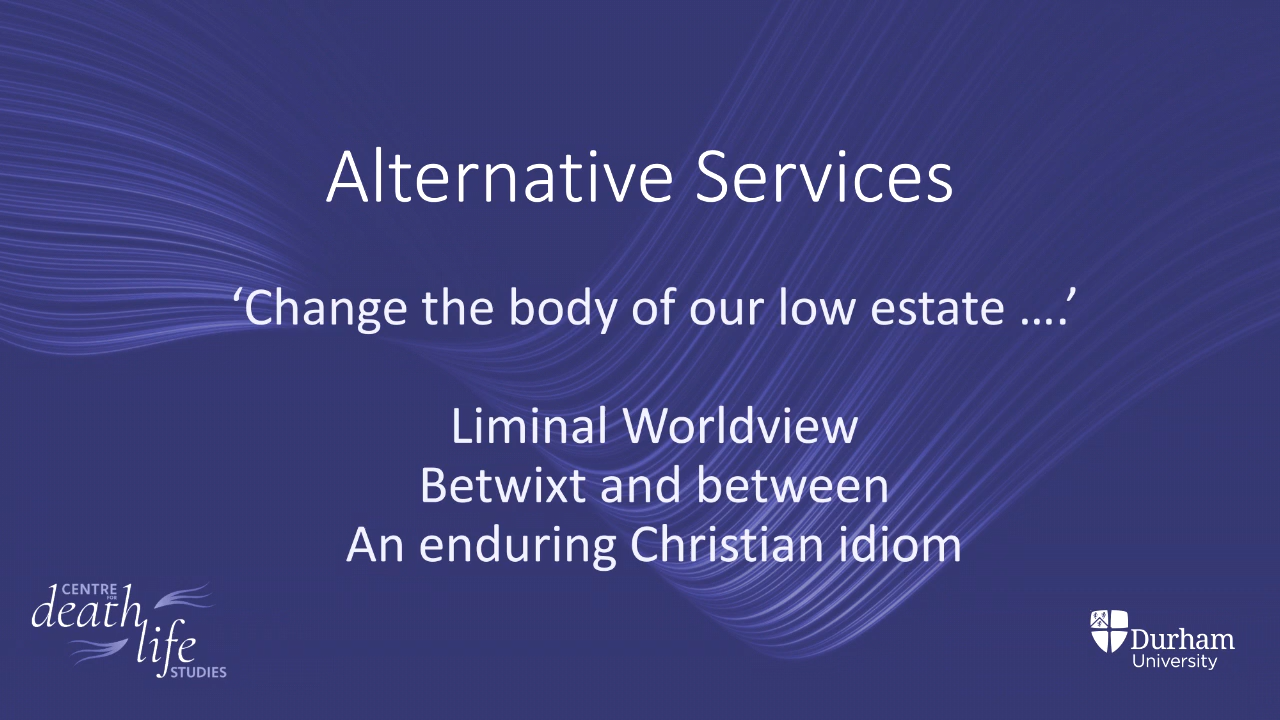 Alternative Services
‘Change the body of our low estate ….’
Liminal Worldview
Betwixt and between
An enduring Christian idiom
CENTRE
FOR
death
life
STUDIES
Durham
University